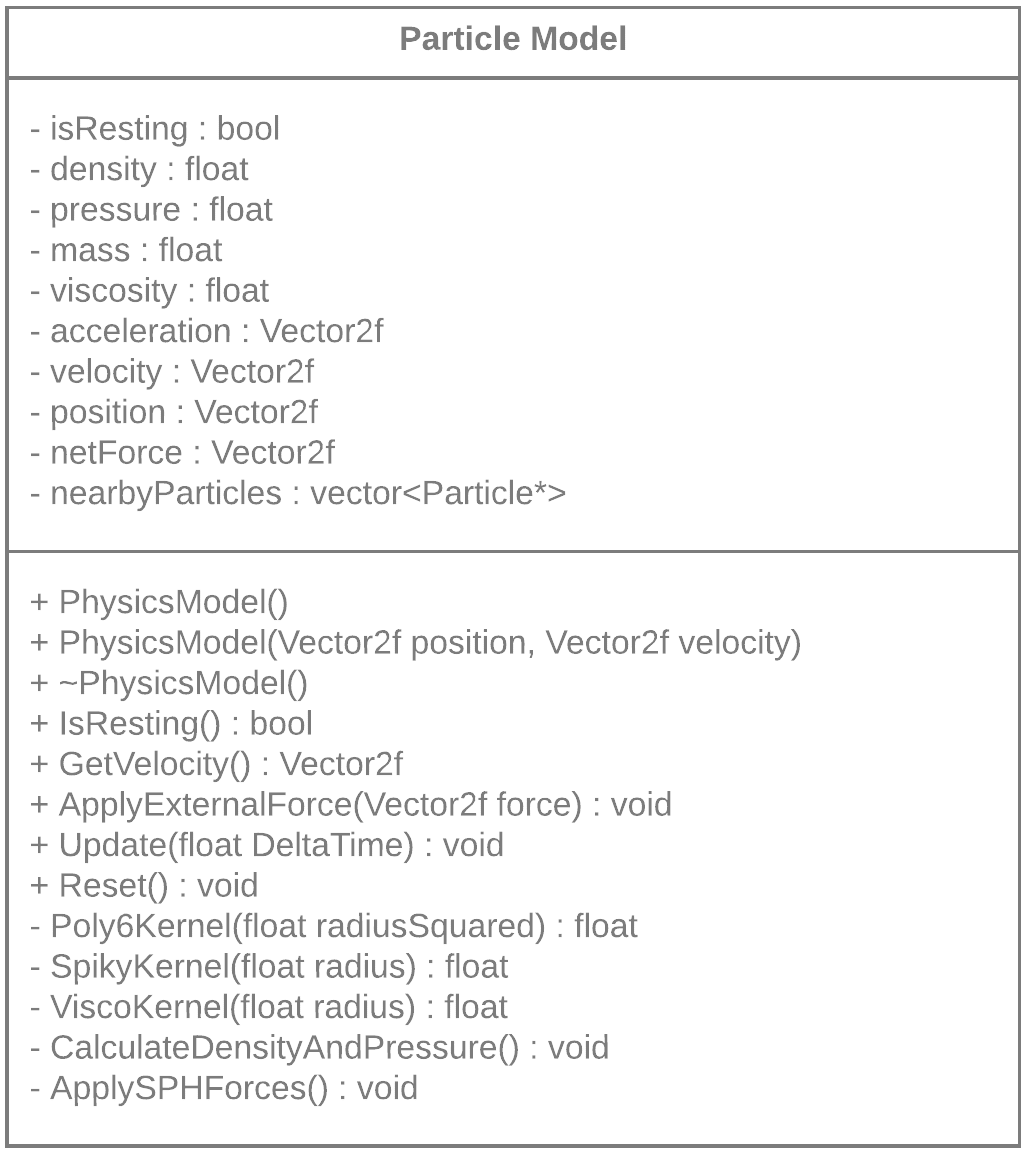 Particle Model
- isResting : bool
- density : float
- pressure : float
- mass : float
- viscosity : float
- acceleration : Vector2f
- velocity : Vector2f
- position : Vector2f
- netForce : Vector2f
- nearbyParticles : vector<Particle*>
+ PhysicsModel()
+ PhysicsModel(Vector2f position, Vector2f velocity)
+ ~PhysicsModel()
+ IsResting() : bool
+ GetVelocity() : Vector2f
+ ApplyExternalForce(Vector2f force) : void
+ Update(float DeltaTime) : void
+ Reset() : void
- Poly6Kernel(float radiusSquared) : float
- SpikyKernel(float radius) : float
- ViscoKernel(float radius) : float
- CalculateDensityAndPressure() : void
- ApplySPHForces() : void